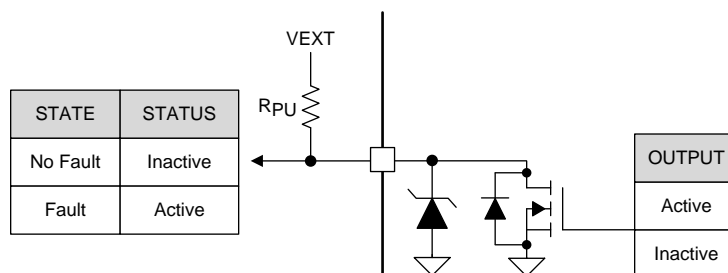 VEXT
RPU
STATE STATUS
No Fault Inactive
Fault Active
OUTPUT
Active
Inactive